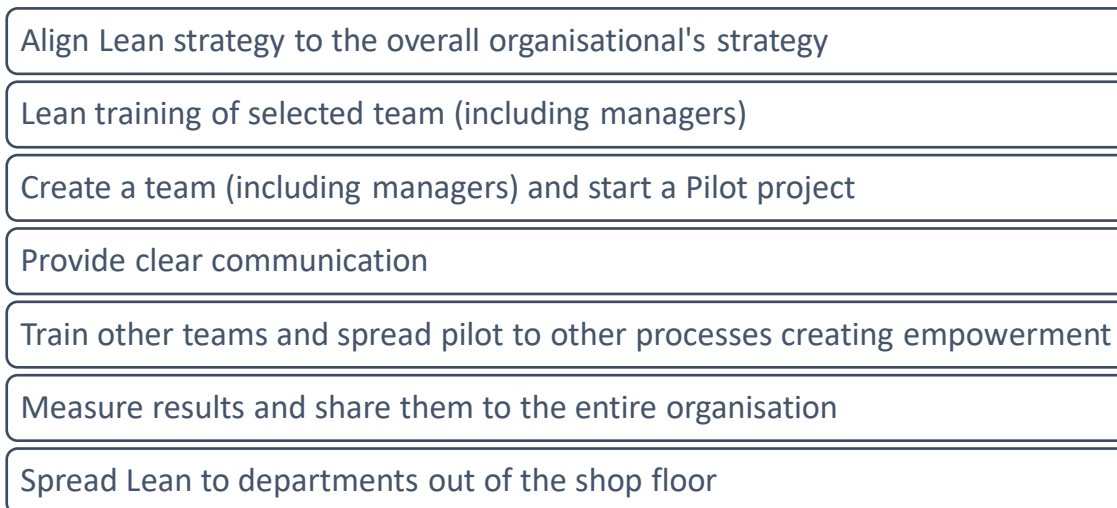 Align Lean strategy to the overall organisational's strategy
Lean training of selected team (including managers)
Create a team (including managers) and start a Pilot project
Provide clear communication
Train other teams and spread pilot to other processes creating empowerment
Measure results and share them to the entire organisation
Spread Lean to departments out of the shop floor